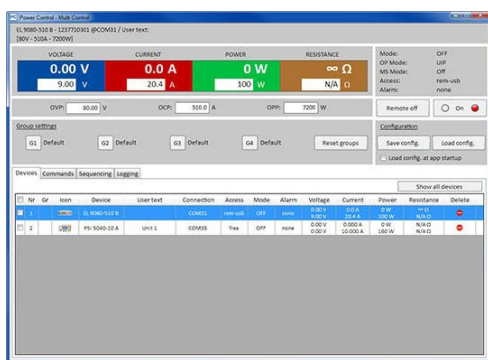 Power Control - Multi Control
EL 9080-510 B - 1237710301 @COM31 / User text:
[80V - 510A - 7200W]
VOLTAGE CURRENT POWER RESISTANCE
0.00 V 0.0 A 0 W ∞ Ω
9.00 V 20.4 A 100 W N/A Ω
Mode: OFF
OP Mode: UIP
MS Mode: Off
Access: rem-usb
Alarm: none
OVP: 80.00 V OCP: 510.0 A OPP: 7200 W
Remote off On
Group settings
G1 Default G2 Default G3 Default G4 Default Reset groups
Configuration
Save config. Load config.
Load config. at app startup
Devices Commands Sequencing Logging
Show all devices
Nr Gr Icon Device User text Connection Access Mode Alarm Voltage Current Power Resistance Delete
1 EL 9080-510 B COM31 rem-usb OFF none 0.00 V 0.0 A 0 W ∞ Ω
9.00 V 20.4 A 100 W N/A Ω
2 PSI 5040-10 A Unit 1 COM35 free OFF none 0.00 V 0.000 A 0 W N/A Ω
0.00 V 10.000 A 160 W N/A Ω